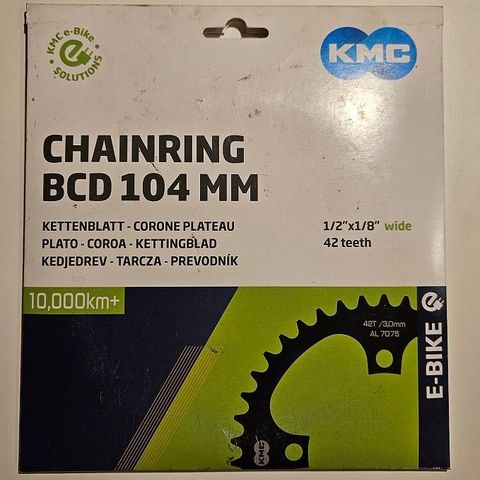 KMC e-Bike
SOLUTIONS
KMC
CHAINRING
BCD 104 MM
KETTENBLATT - CORONE PLATEAU
PLATO - COROA - KETTINGBLAD
KEDJEDREV - TARCZA - PREVODNÍK
1/2"x1/8" wide
42 teeth
10,000km+
42T /3,0mm
AL 7075
E-BIKE
KMC